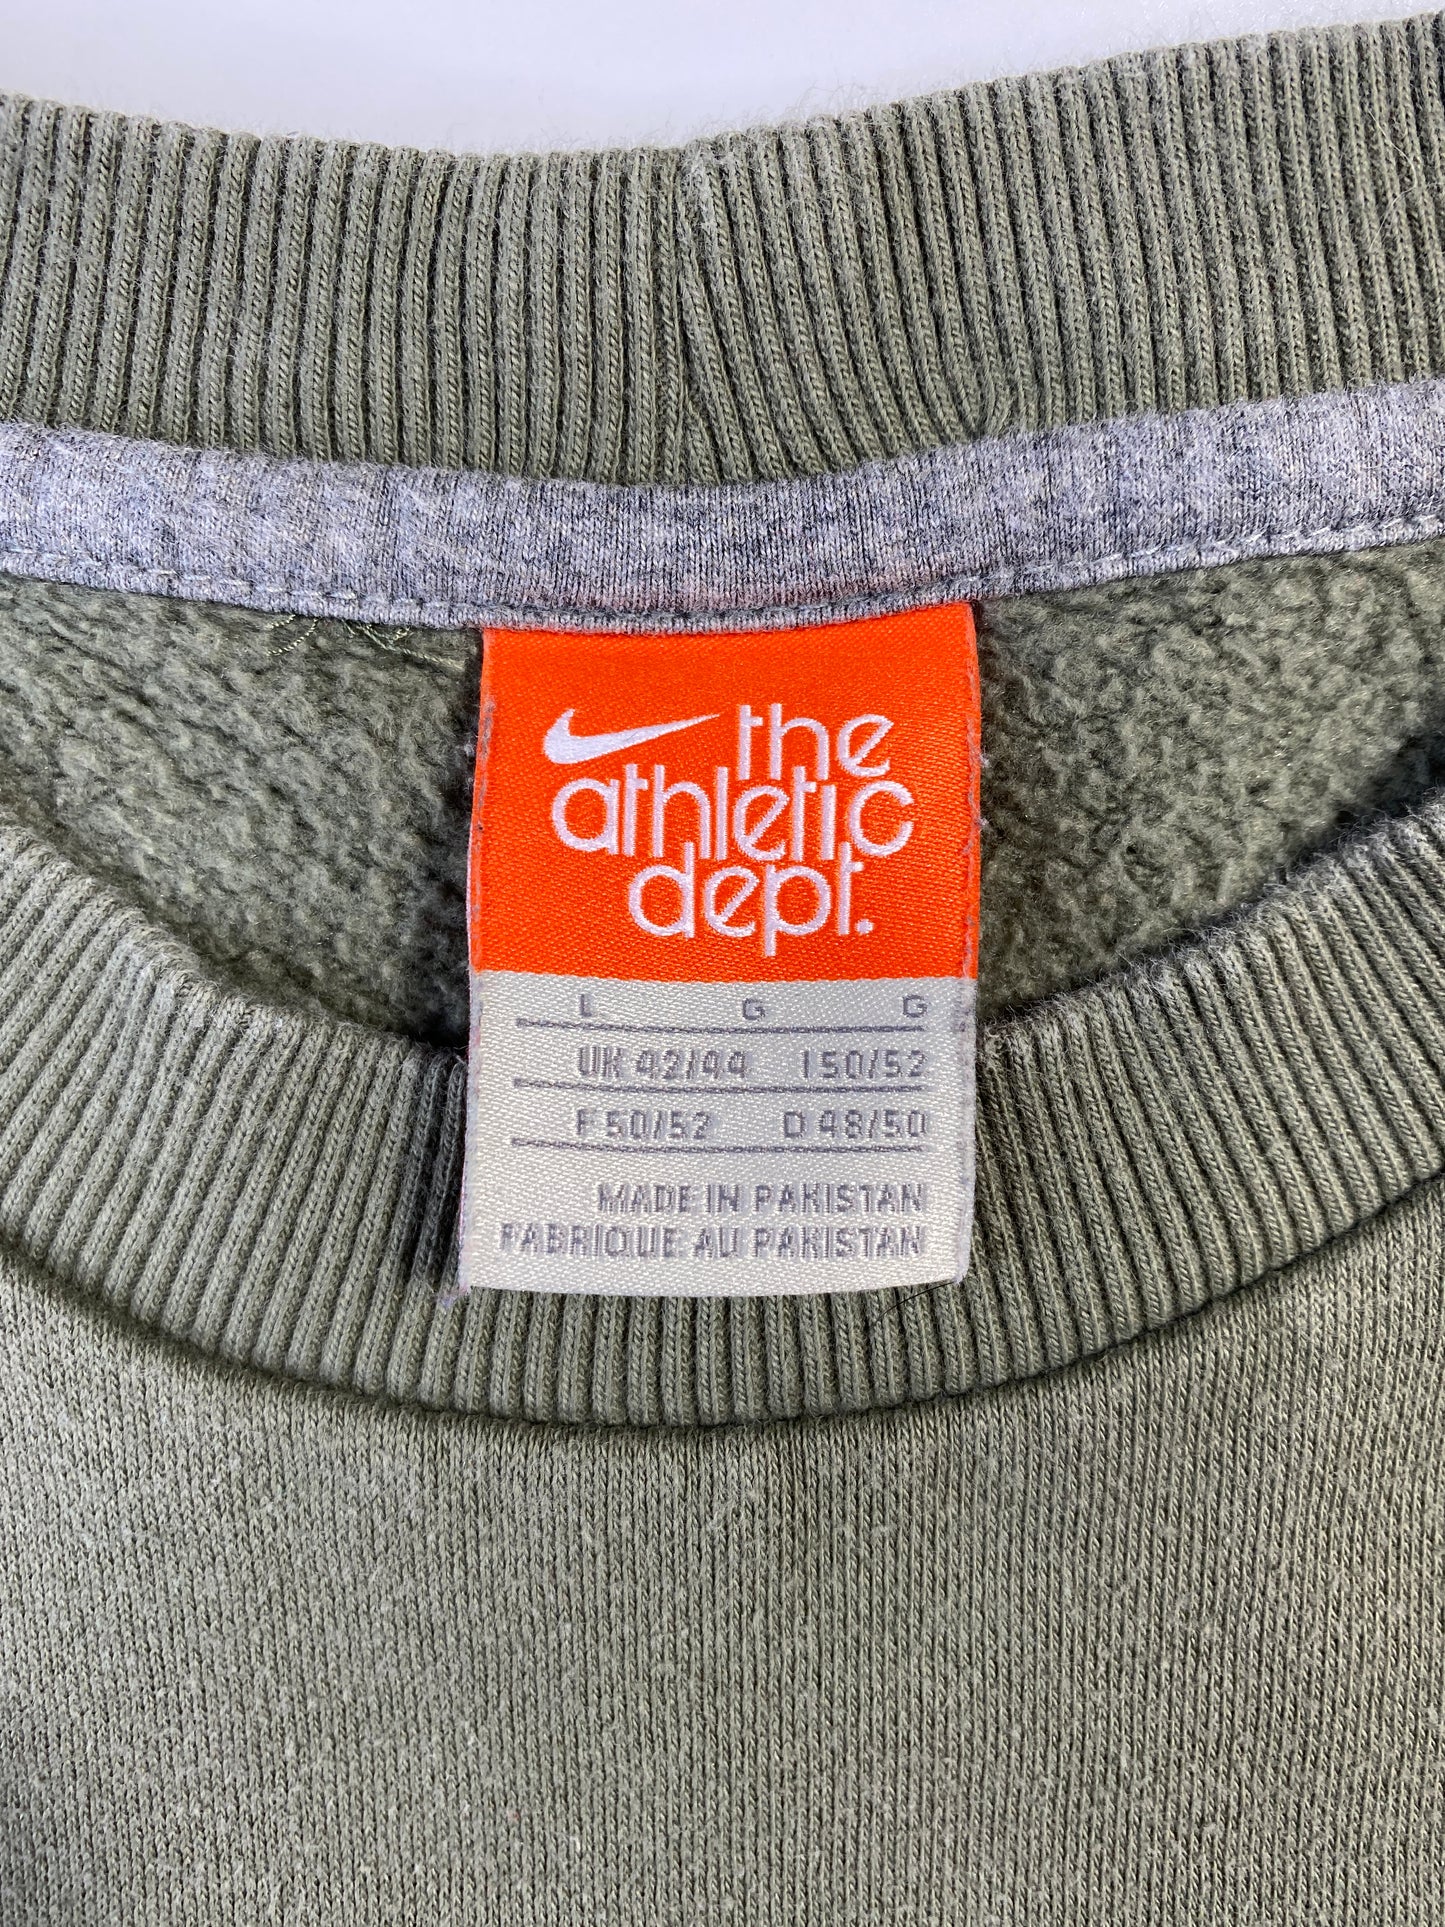 the
athletic
dept.
L G G
UK 42/44 I 50/52
F 50/52 D 48/50
MADE IN PAKISTAN
FABRIQUE AU PAKISTAN